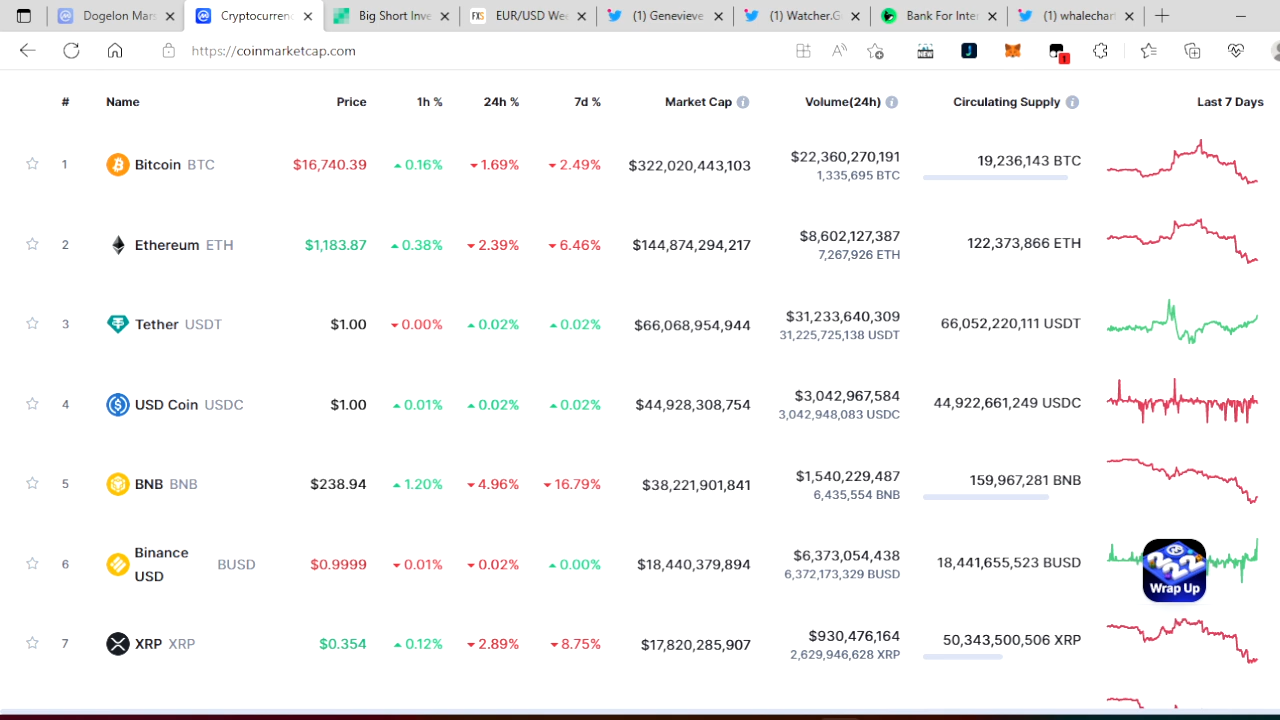 Dogelon Mars
Cryptocurrenc
Big Short Inve
EUR/USD Wee
(1) Genevieve
(1) Watcher.G
Bank For Inter
(1) whalechart
https://coinmarketcap.com
# Name Price 1h % 24h % 7d % Market Cap Volume(24h) Circulating Supply Last 7 Days
1 Bitcoin BTC $16,740.39 0.16% 1.69% 2.49% $322,020,443,103 $22,360,270,191 19,236,143 BTC
1,335,695 BTC
2 Ethereum ETH $1,183.87 0.38% 2.39% 6.46% $144,874,294,217 $8,602,127,387 122,373,866 ETH
7,267,926 ETH
3 Tether USDT $1.00 0.00% 0.02% 0.02% $66,068,954,944 $31,233,640,309 66,052,220,111 USDT
31,225,725,138 USDT
4 USD Coin USDC $1.00 0.01% 0.02% 0.02% $44,928,308,754 $3,042,967,584 44,922,661,249 USDC
3,042,948,083 USDC
5 BNB BNB $238.94 1.20% 4.96% 16.79% $38,221,901,841 $1,540,229,487 159,967,281 BNB
6,435,554 BNB
6 Binance USD BUSD $0.9999 0.01% 0.02% 0.00% $18,440,379,894 $6,373,054,438 18,441,655,523 BUSD
6,372,173,329 BUSD
2022
Wrap Up
7 XRP XRP $0.354 0.12% 2.89% 8.75% $17,820,285,907 $930,476,164 50,343,500,506 XRP
2,629,946,628 XRP